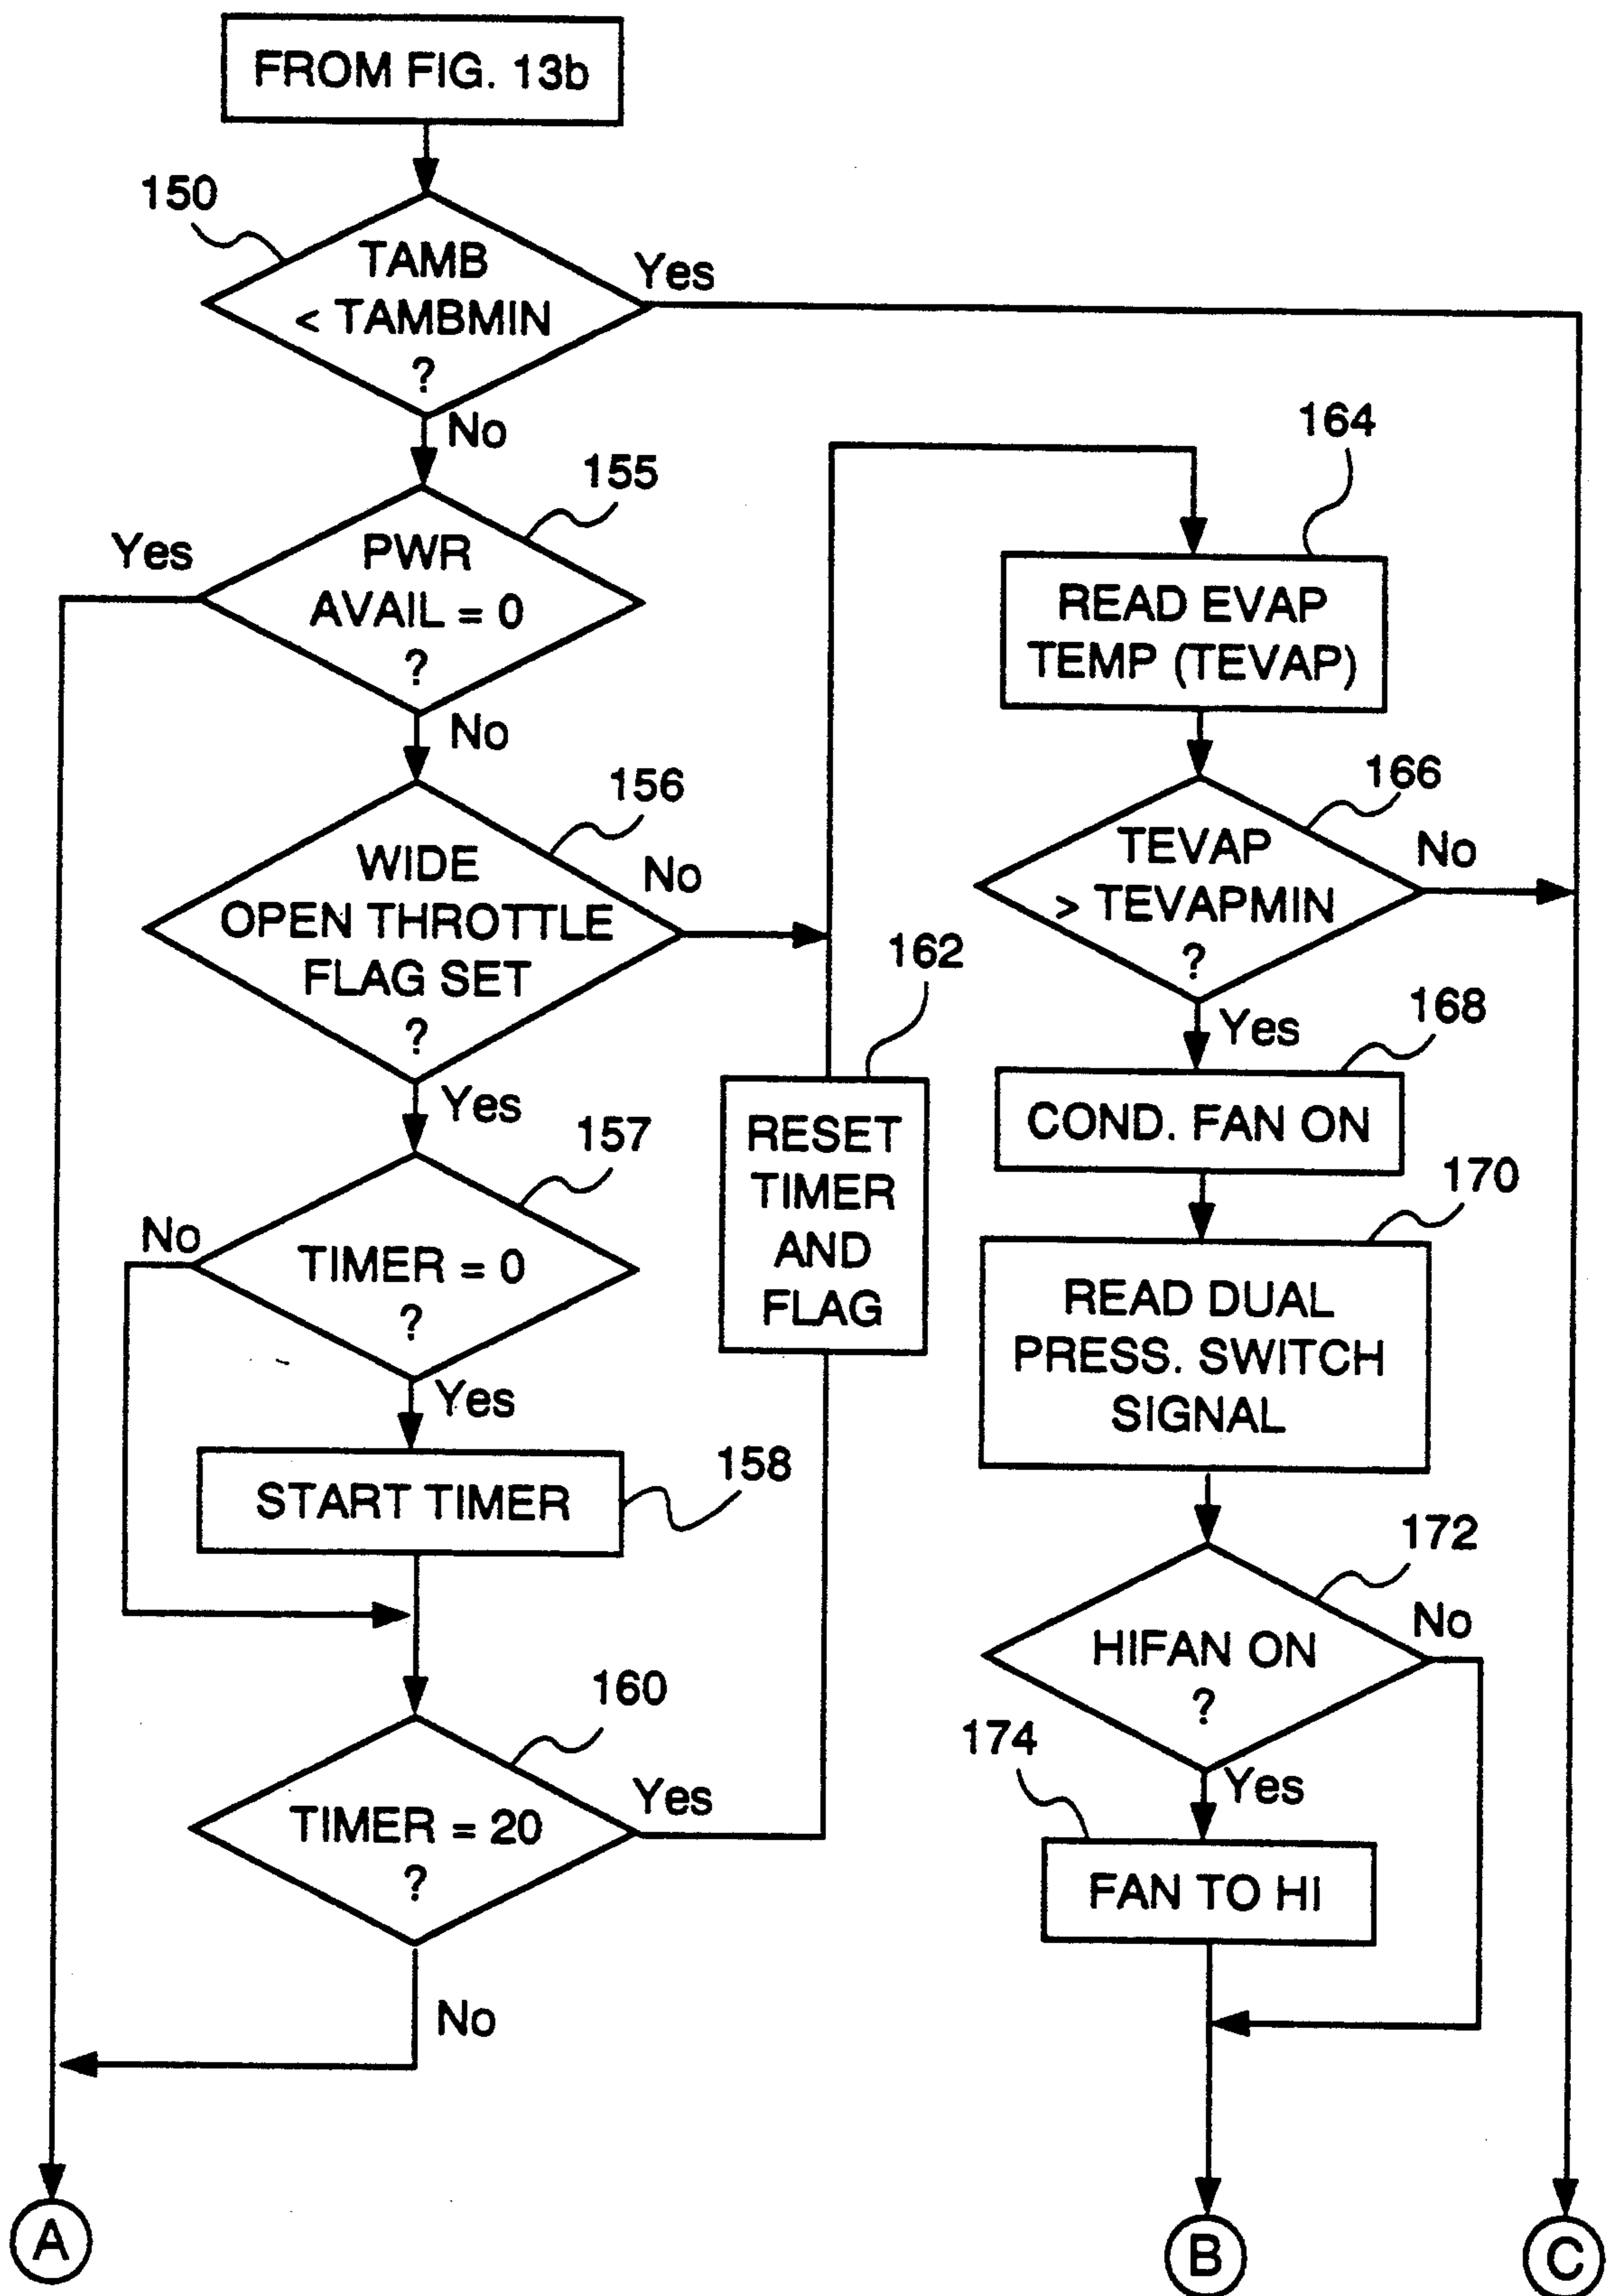 FROM FIG. 13b
150
TAMB
< TAMBMIN
?
Yes
No
155
PWR
AVAIL = 0
?
Yes
No
156
WIDE
OPEN THROTTLE
FLAG SET
?
No
Yes
157
TIMER = 0
?
No
Yes
START TIMER
158
160
TIMER = 20
?
Yes
No
162
RESET
TIMER
AND
FLAG
164
READ EVAP
TEMP (TEVAP)
166
TEVAP
> TEVAPMIN
?
No
Yes
168
COND. FAN ON
170
READ DUAL
PRESS. SWITCH
SIGNAL
172
HIFAN ON
?
No
Yes
174
FAN TO HI
A
B
C